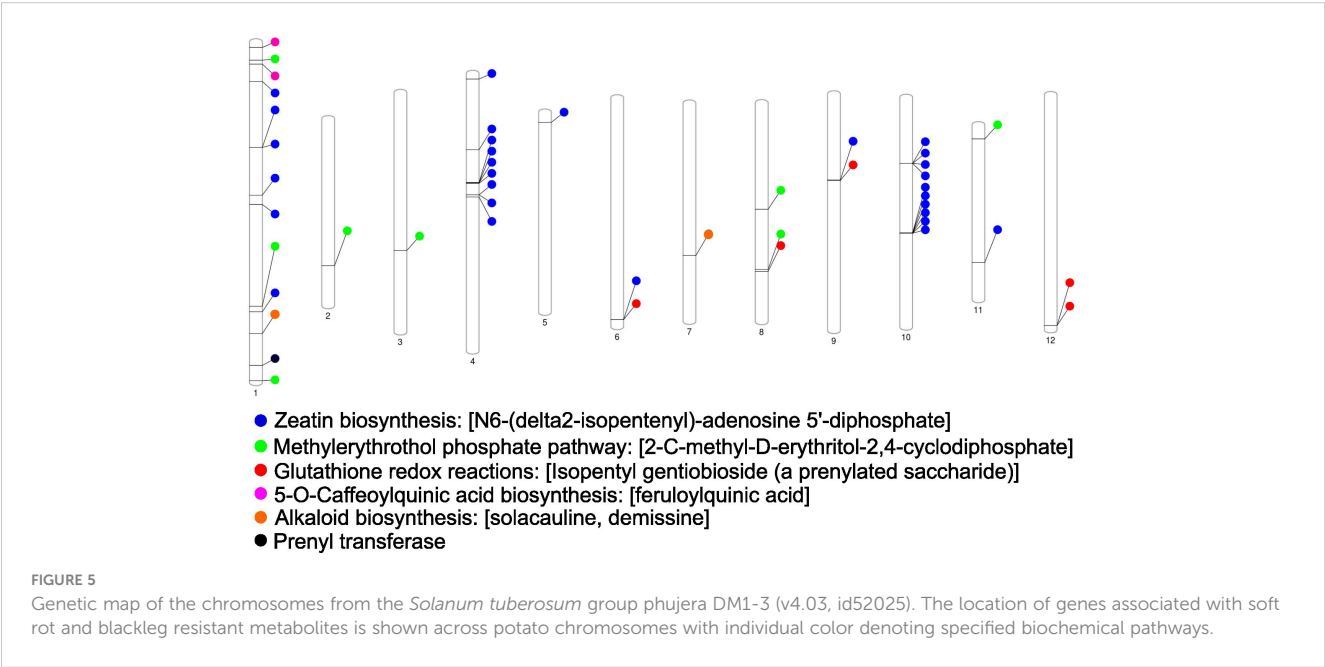 1
2
3
4
5
6
7
8
9
10
11
12
Zeatin biosynthesis: [N6-(delta2-isopentenyl)-adenosine 5'-diphosphate]
Methylerythrothol phosphate pathway: [2-C-methyl-D-erythritol-2,4-cyclodiphosphate]
Glutathione redox reactions: [Isopentyl gentiobioside (a prenylated saccharide)]
5-O-Caffeoylquinic acid biosynthesis: [feruloylquinic acid]
Alkaloid biosynthesis: [solacauline, demissine]
Prenyl transferase
FIGURE 5
Genetic map of the chromosomes from the Solanum tuberosum group phujera DM1-3 (v4.03, id52025). The location of genes associated with soft
rot and blackleg resistant metabolites is shown across potato chromosomes with individual color denoting specified biochemical pathways.